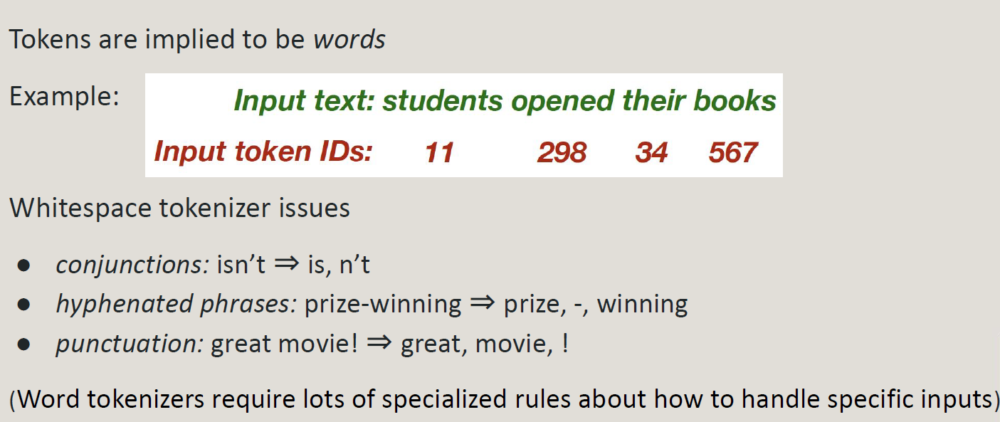 Tokens are implied to be words
Example:
Input text: students opened their books
Input token IDs: 11 298 34 567
Whitespace tokenizer issues
● conjunctions: isn’t ⇒ is, n’t
● hyphenated phrases: prize-winning ⇒ prize, -, winning
● punctuation: great movie! ⇒ great, movie, !
(Word tokenizers require lots of specialized rules about how to handle specific inputs)